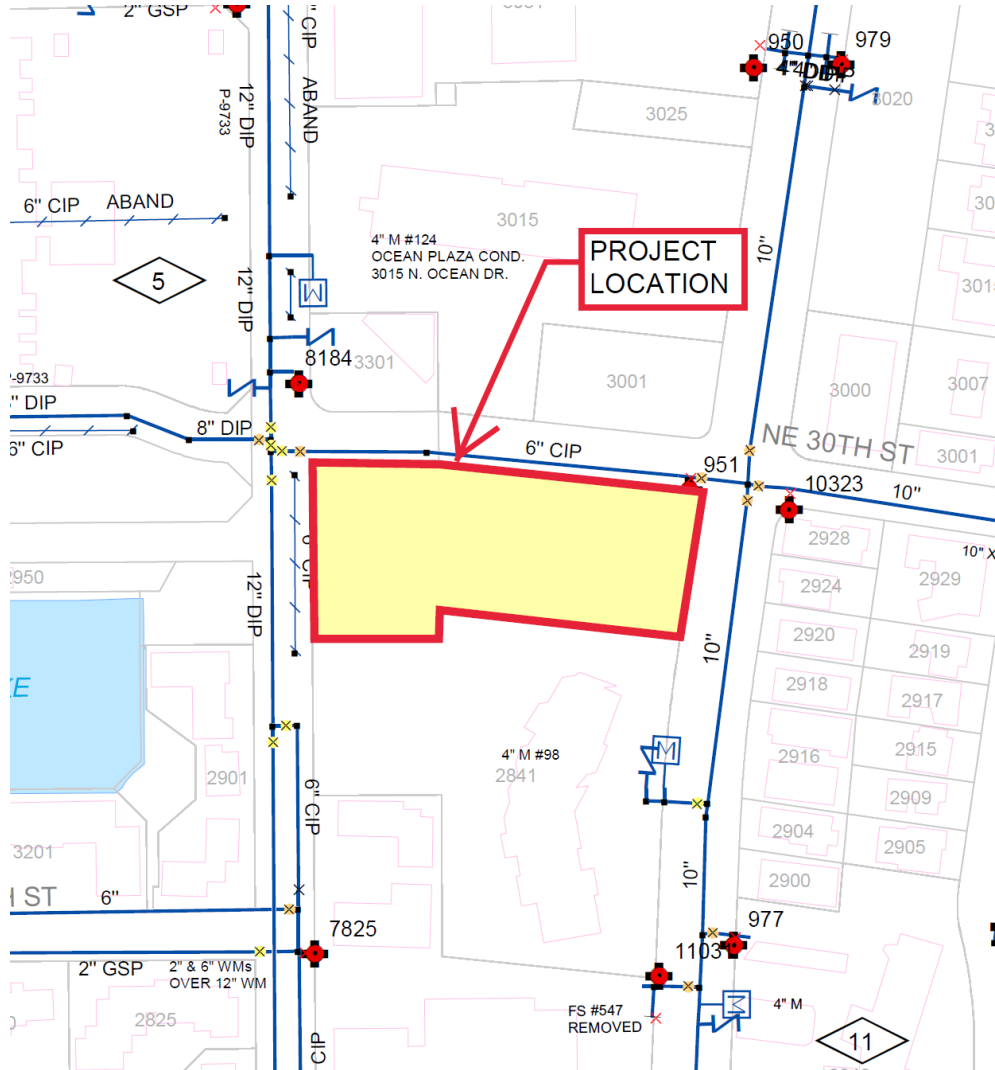 2" GSP
" CIP
ABAND
12" DIP
P-9733
950
979
3020
3025
6" CIP ABAND
3015
4" M #124
OCEAN PLAZA COND.
3015 N. OCEAN DR.
PROJECT
LOCATION
5
M
12" DIP
10"
8184
3301
3001
3000
3007
-9733
" DIP
6" CIP
8" DIP
6" CIP
NE 30TH ST
3001
951
10323
10"
2928
10" X
2950
12" DIP
2924
2929
2920
2919
10"
2918
2917
KE
2901
4" M #98
2841
M
2916
2915
2909
6" CIP
2904
2905
3201
10"
2900
H ST
6"
7825
977
1103
2" GSP
2" & 6" WMs
OVER 12" WM
FS #547
REMOVED
M
4" M
2825
CIP
11